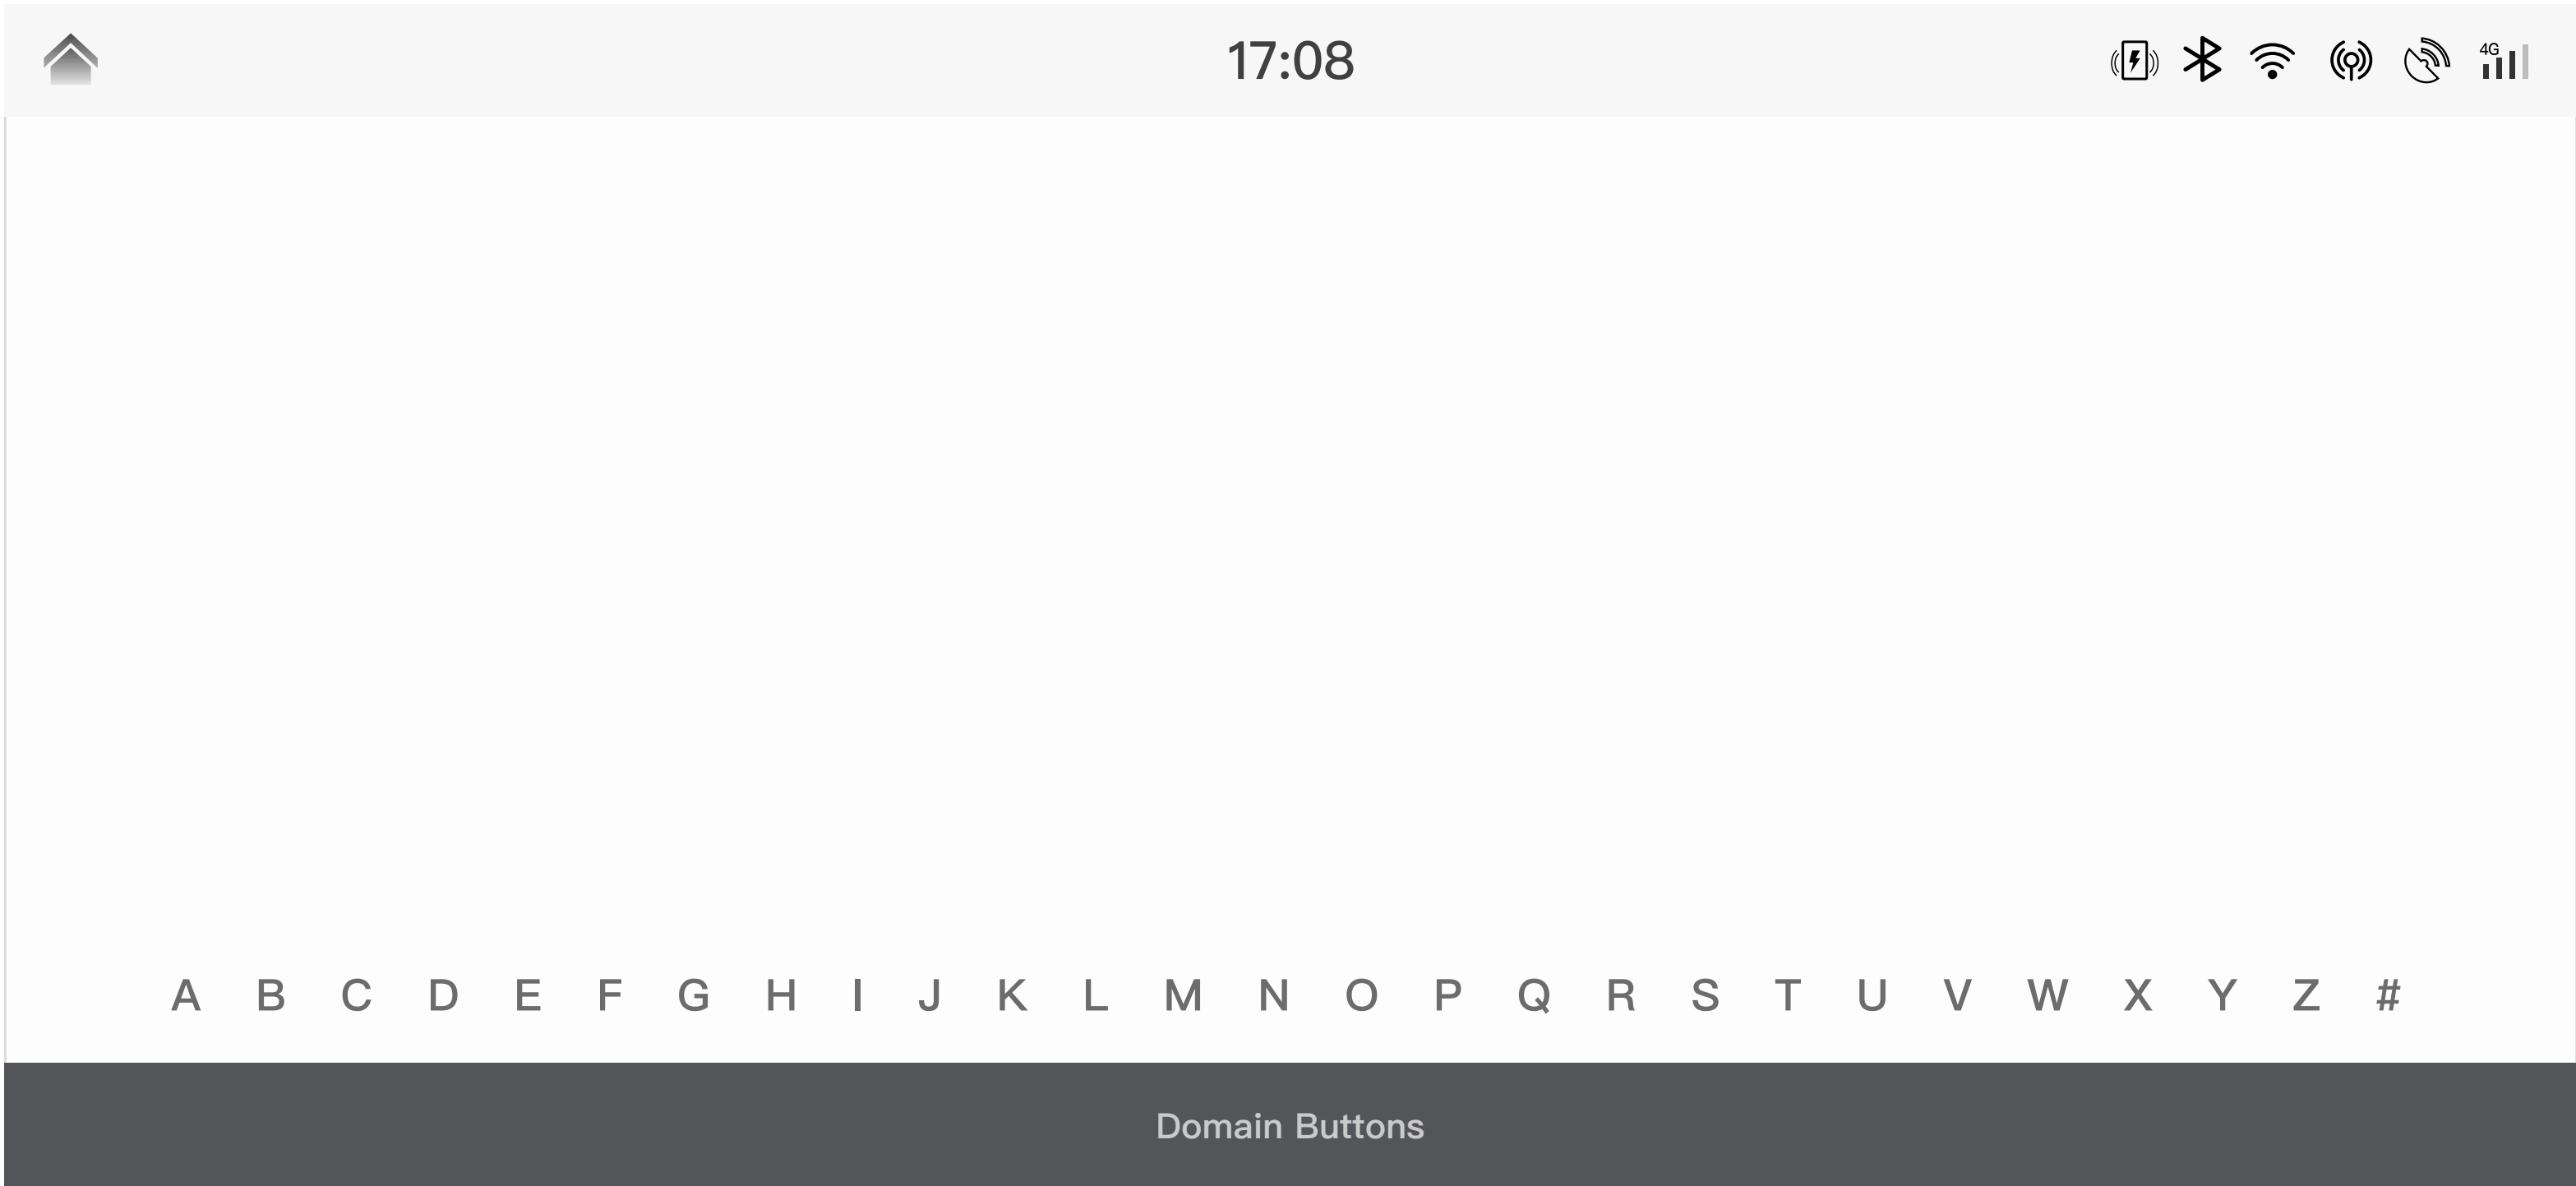 17:08
4G
A B C D E F G H I J K L M N O P Q R S T U V W X Y Z #
Domain Buttons